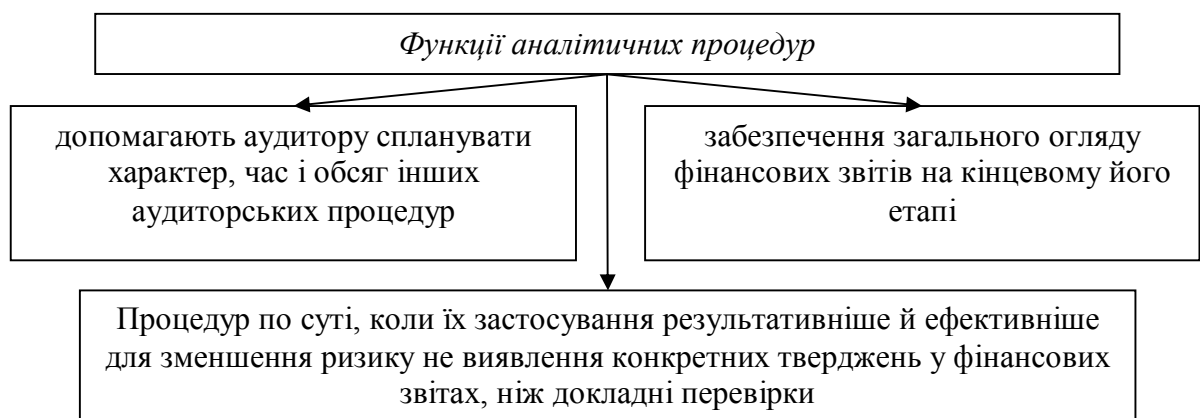 Функції аналітичних процедур
допомагають аудитору спланувати
характер, час і обсяг інших
аудиторських процедур
забезпечення загального огляду
фінансових звітів на кінцевому його
етапі
Процедур по суті, коли їх застосування результативніше й ефективніше
для зменшення ризику не виявлення конкретних тверджень у фінансових
звітах, ніж докладні перевірки